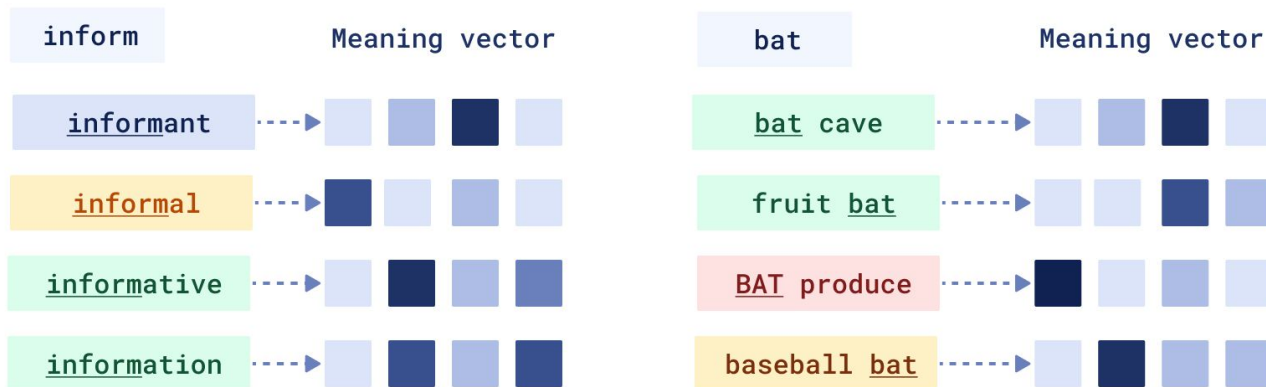 inform
Meaning vector
informant
informal
informative
information
bat
Meaning vector
bat cave
fruit bat
BAT produce
baseball bat